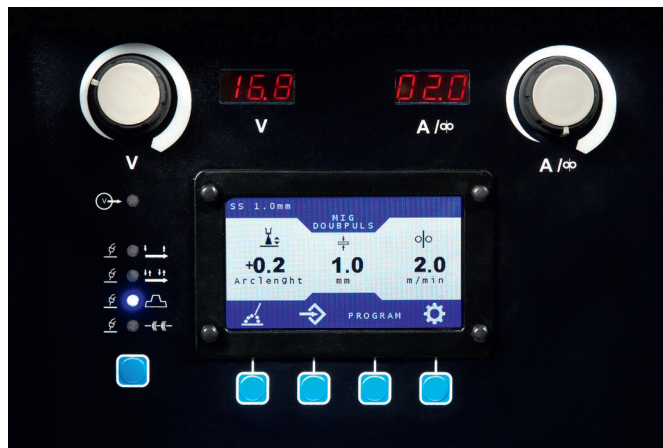 16.8
02.0
V
A/
V
A/
V
SS 1.0mm
MIG
DOUBPULS
+0.2
1.0
2.0
Arclenght
mm
m/min
PROGRAM